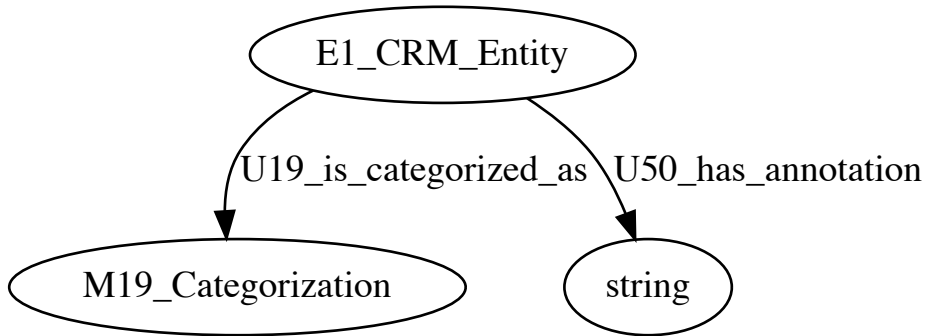 E1_CRM_Entity
U19_is_categorized_as U50_has_annotation
M19_Categorization string